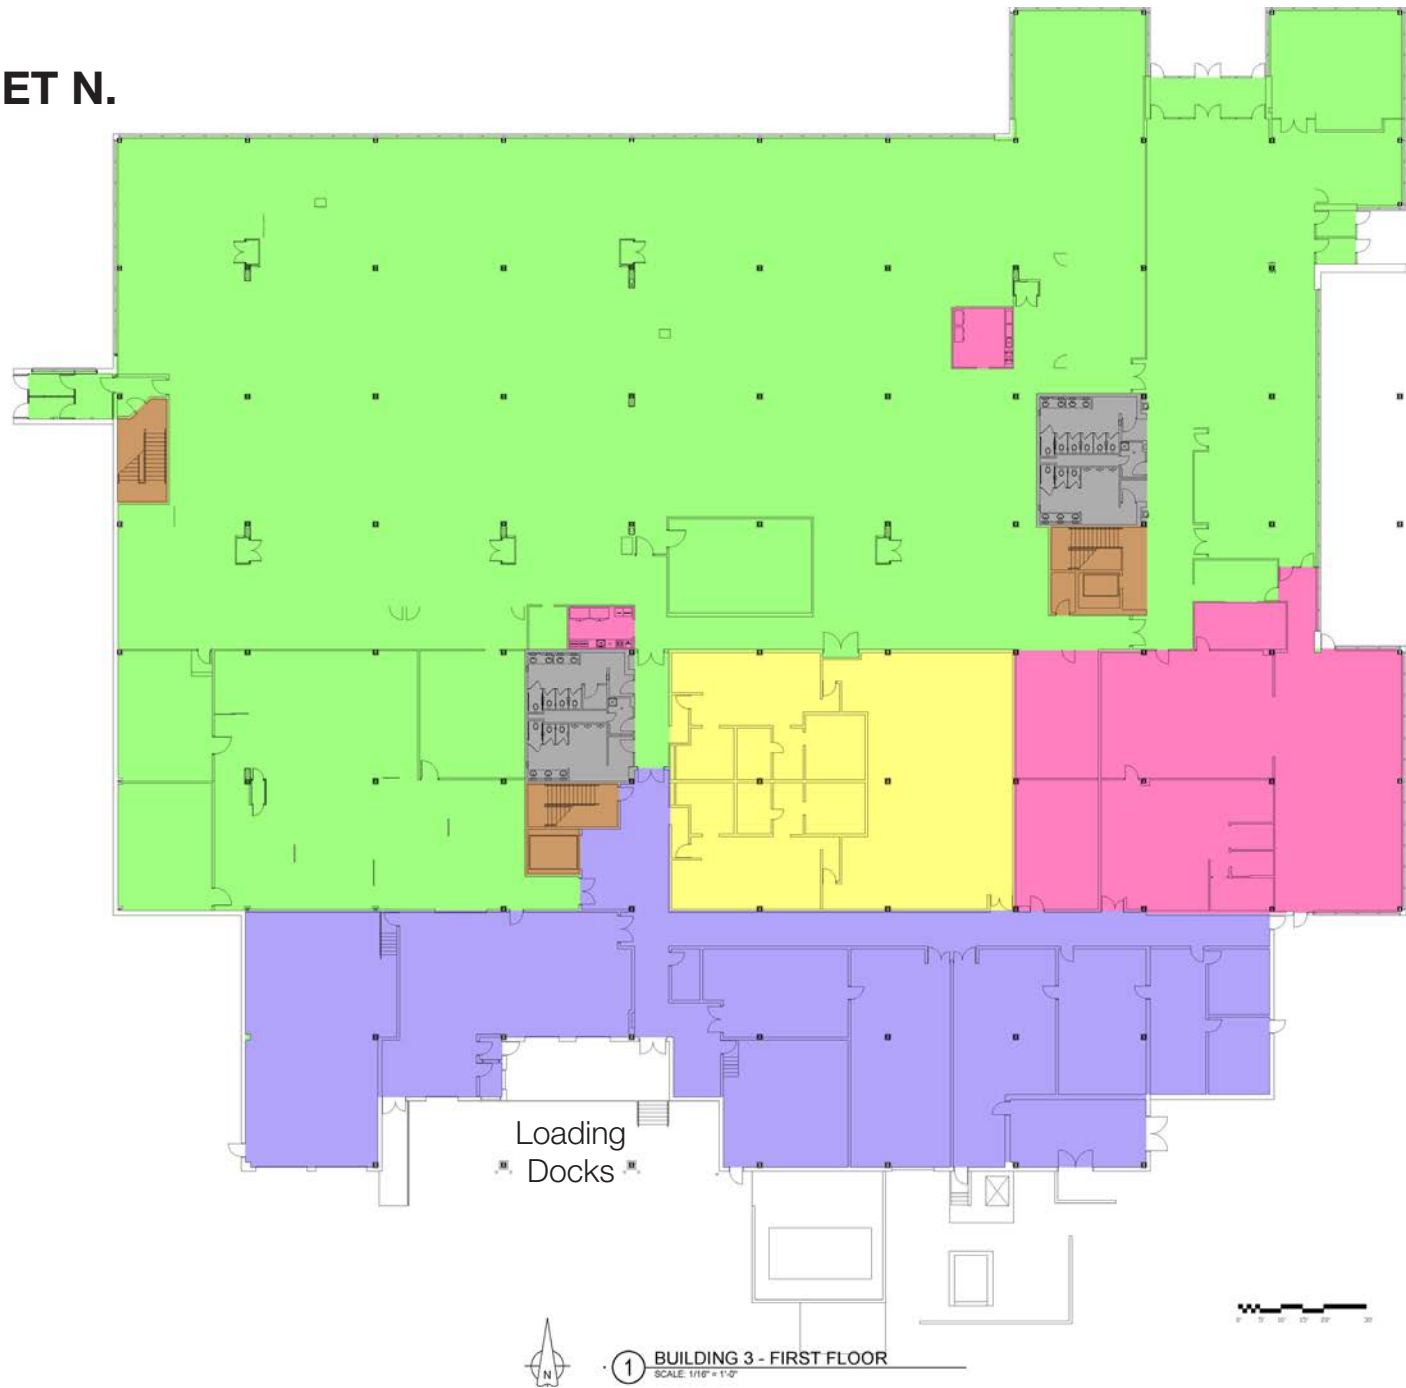 ET N.
Loading
Docks
N
1
BUILDING 3 - FIRST FLOOR
SCALE: 1/16" = 1'-0"